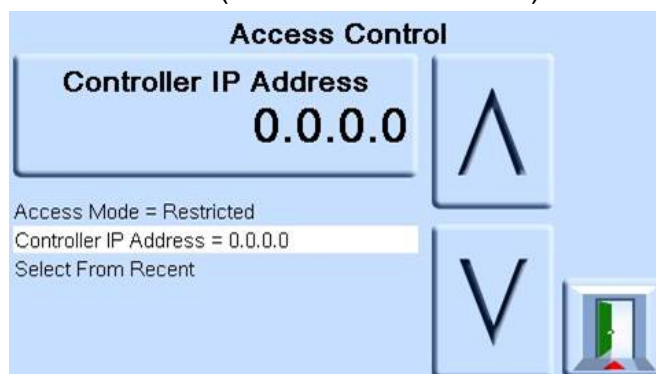 Access Control
Controller IP Address
0.0.0.0
Access Mode = Restricted
Controller IP Address = 0.0.0.0
Select From Recent